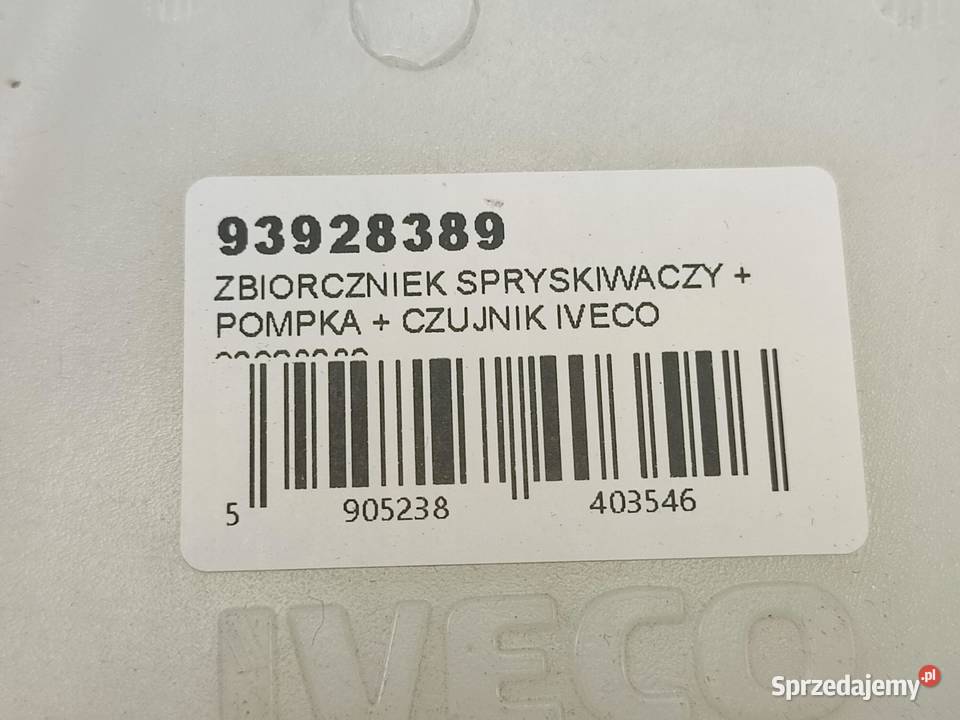 93928389
ZBIORCZNIEK SPRYSKIWACZY +
POMPKA + CZUJNIK IVECO
5 905238 403546
IVECO
Sprzedajemy.pl